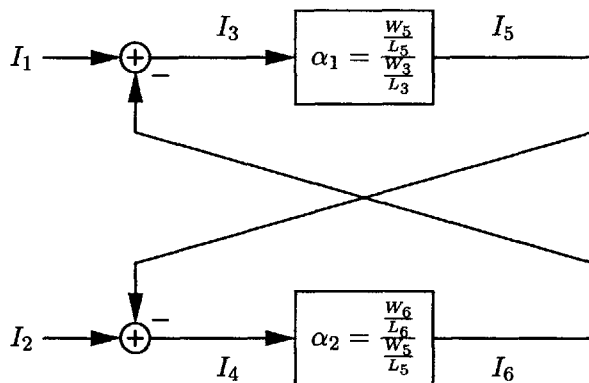 I₁ + − I₃ α₁ = (W₅/L₅)/(W₃/L₃) I₅
I₂ + − I₄ α₂ = (W₆/L₆)/(W₅/L₅) I₆